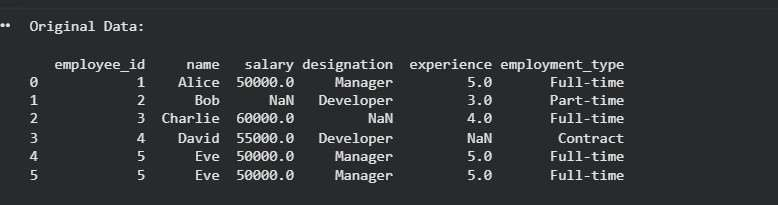 Original Data:
employee_id name salary designation experience employment_type
0 1 Alice 50000.0 Manager 5.0 Full-time
1 2 Bob NaN Developer 3.0 Part-time
2 3 Charlie 60000.0 NaN 4.0 Full-time
3 4 David 55000.0 Developer NaN Contract
4 5 Eve 50000.0 Manager 5.0 Full-time
5 5 Eve 50000.0 Manager 5.0 Full-time